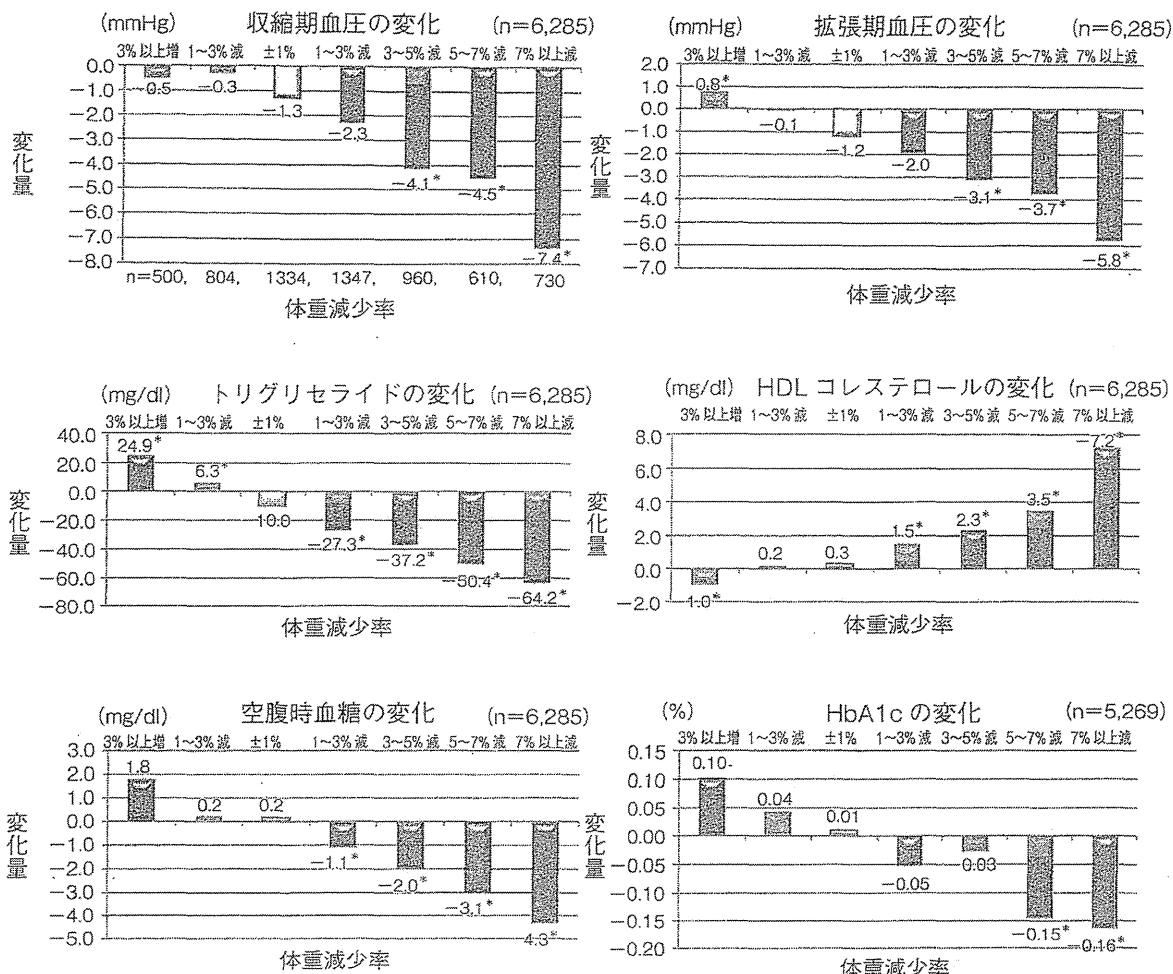 (mmHg) 収縮期血圧の変化 (n=6,285)
3%以上増 1~3%減 ±1% 1~3%減 3~5%減 5~7%減 7%以上減
0.0
−1.0
−2.0
−3.0
−4.0
−5.0
−6.0
−7.0
−8.0
変化量
−0.5 −0.3 −1.3 −2.3 −4.1* −4.5* −7.4*
n=500, 804, 1334, 1347, 960, 610, 730
体重減少率
(mmHg) 拡張期血圧の変化 (n=6,285)
3%以上増 1~3%減 ±1% 1~3%減 3~5%減 5~7%減 7%以上減
2.0
1.0
0.0
−1.0
−2.0
−3.0
−4.0
−5.0
−6.0
−7.0
変化量
0.8* −0.1 −1.2 −2.0 −3.1* −3.7* −5.8*
体重減少率
(mg/dl) トリグリセライドの変化 (n=6,285)
3%以上増 1~3%減 ±1% 1~3%減 3~5%減 5~7%減 7%以上減
40.0
20.0
0.0
−20.0
−40.0
−60.0
−80.0
変化量
24.9* 6.3* 10.0 −27.3* −37.2* −50.4* −64.2*
体重減少率
(mg/dl) HDL コレステロールの変化 (n=6,285)
3%以上増 1~3%減 ±1% 1~3%減 3~5%減 5~7%減 7%以上減
8.0
6.0
4.0
2.0
0.0
−2.0
変化量
1.0* 0.2 0.3 1.5* 2.3* 3.5* −7.2*
体重減少率
(mg/dl) 空腹時血糖の変化 (n=6,285)
3%以上増 1~3%減 ±1% 1~3%減 3~5%減 5~7%減 7%以上減
3.0
2.0
1.0
0.0
−1.0
−2.0
−3.0
−4.0
−5.0
変化量
1.8 0.2 0.2 −1.1* −2.0* −3.1* 4.3*
体重減少率
(%) HbA1c の変化 (n=5,269)
3%以上増 1~3%減 ±1% 1~3%減 3~5%減 5~7%減 7%以上減
0.15
0.10
0.05
0.00
−0.05
−0.10
−0.15
−0.20
変化量
0.10- 0.04 0.01 −0.05 0.03 −0.15* −0.16*
体重減少率